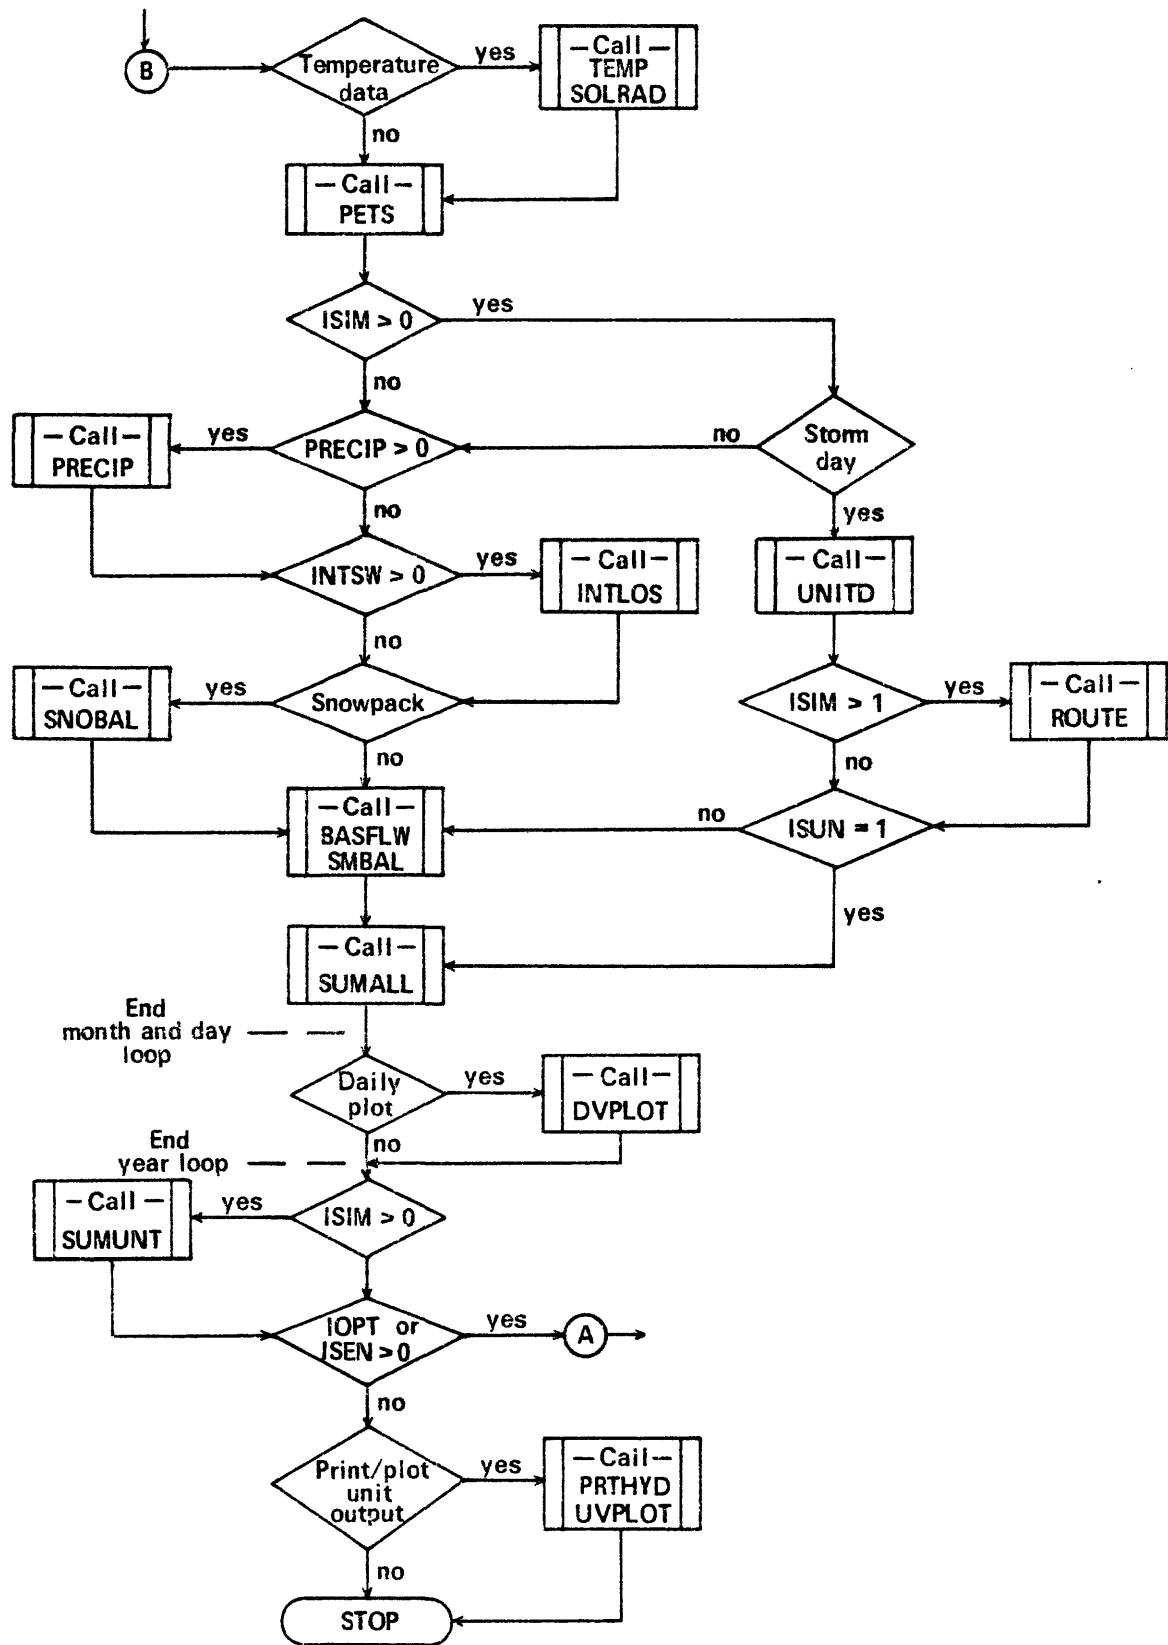 B
Temperature
data
yes
— Call —
TEMP
SOLRAD
no
— Call —
PETS
ISIM > 0
yes
no
— Call —
PRECIP
yes
PRECIP > 0
no
Storm
day
no
yes
INTSW > 0
yes
— Call —
INTLOS
— Call —
UNITD
no
— Call —
SNOBAL
yes
Snowpack
ISIM > 1
yes
— Call —
ROUTE
no
no
— Call —
BASFLW
SMBAL
no
ISUN = 1
yes
— Call —
SUMALL
End
month and day
loop
Daily
plot
yes
— Call —
DVPLOT
no
End
year loop
— Call —
SUMUNT
yes
ISIM > 0
IOPT or
ISEN > 0
yes
A
no
Print/plot
unit
output
yes
— Call —
PRTHYD
UVPLOT
no
STOP